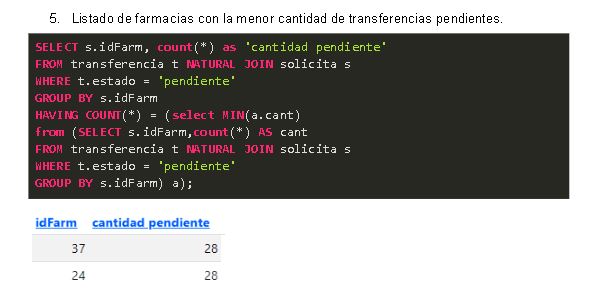 5. Listado de farmacias con la menor cantidad de transferencias pendientes.
SELECT s.idFarm, count(*) as 'cantidad pendiente'
FROM transferencia t NATURAL JOIN solicita s
WHERE t.estado = 'pendiente'
GROUP BY s.idFarm
HAVING COUNT(*) = (select MIN(a.cant)
from (SELECT s.idFarm,count(*) AS cant
FROM transferencia t NATURAL JOIN solicita s
WHERE t.estado = 'pendiente'
GROUP BY s.idFarm) a);
idFarm cantidad pendiente
37 28
24 28